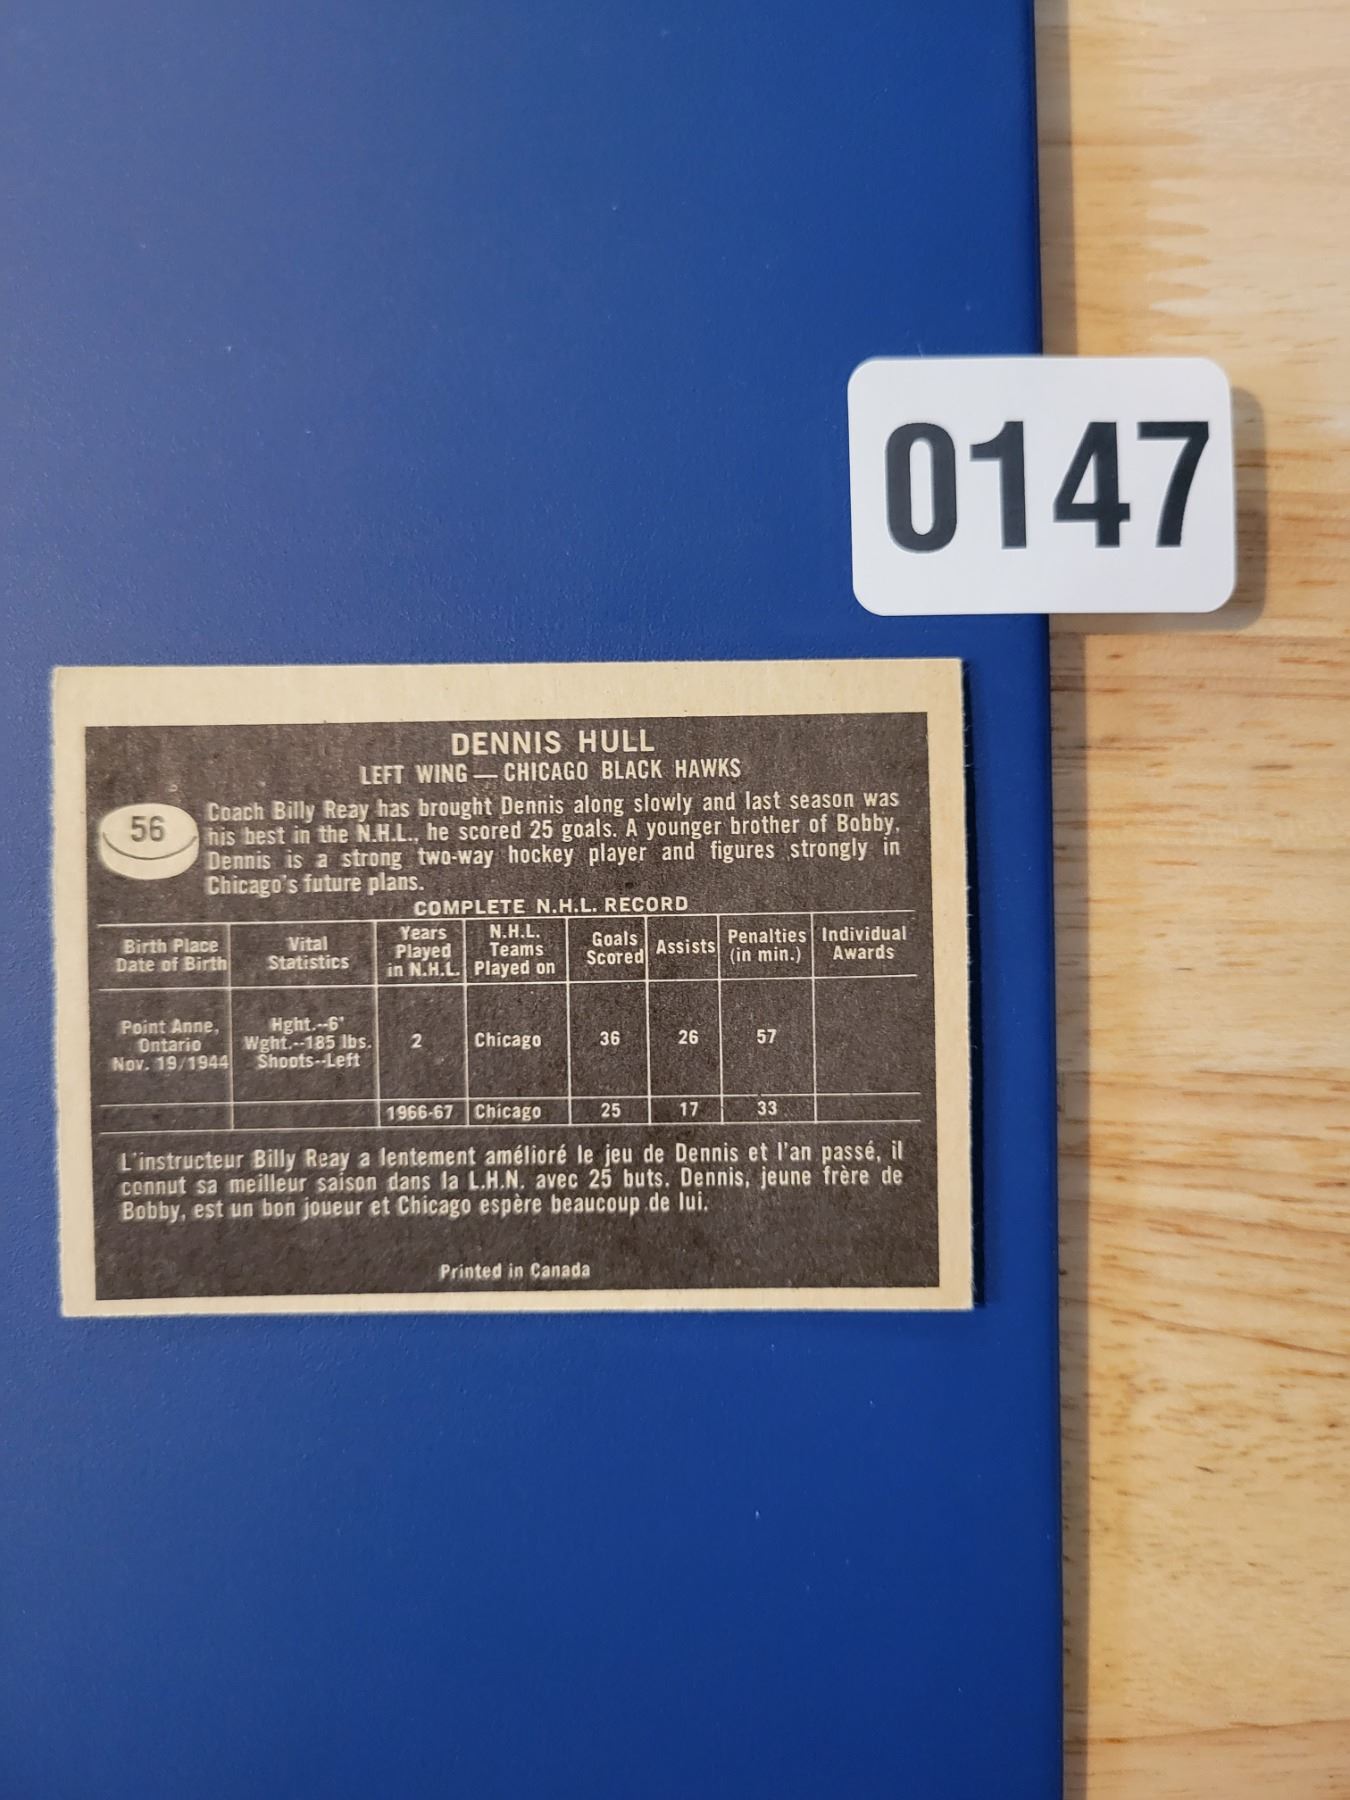 0147
DENNIS HULL
LEFT WING — CHICAGO BLACK HAWKS
56
Coach Billy Reay has brought Dennis along slowly and last season was
his best in the N.H.L., he scored 25 goals. A younger brother of Bobby,
Dennis is a strong two-way hockey player and figures strongly in
Chicago's future plans.
COMPLETE N.H.L. RECORD
Birth Place Date of Birth | Vital Statistics | Years Played in N.H.L. | N.H.L. Teams Played on | Goals Scored | Assists | Penalties (in min.) | Individual Awards
Point Anne, Ontario Nov. 19/1944 | Hght.--6' Wght.--185 lbs. Shoots--Left | 2 | Chicago | 36 | 26 | 57
1966-67 | Chicago | 25 | 17 | 33
L'instructeur Billy Reay a lentement amélioré le jeu de Dennis et l'an passé, il
connut sa meilleur saison dans la L.H.N. avec 25 buts. Dennis, jeune frère de
Bobby, est un bon joueur et Chicago espère beaucoup de lui.
Printed in Canada